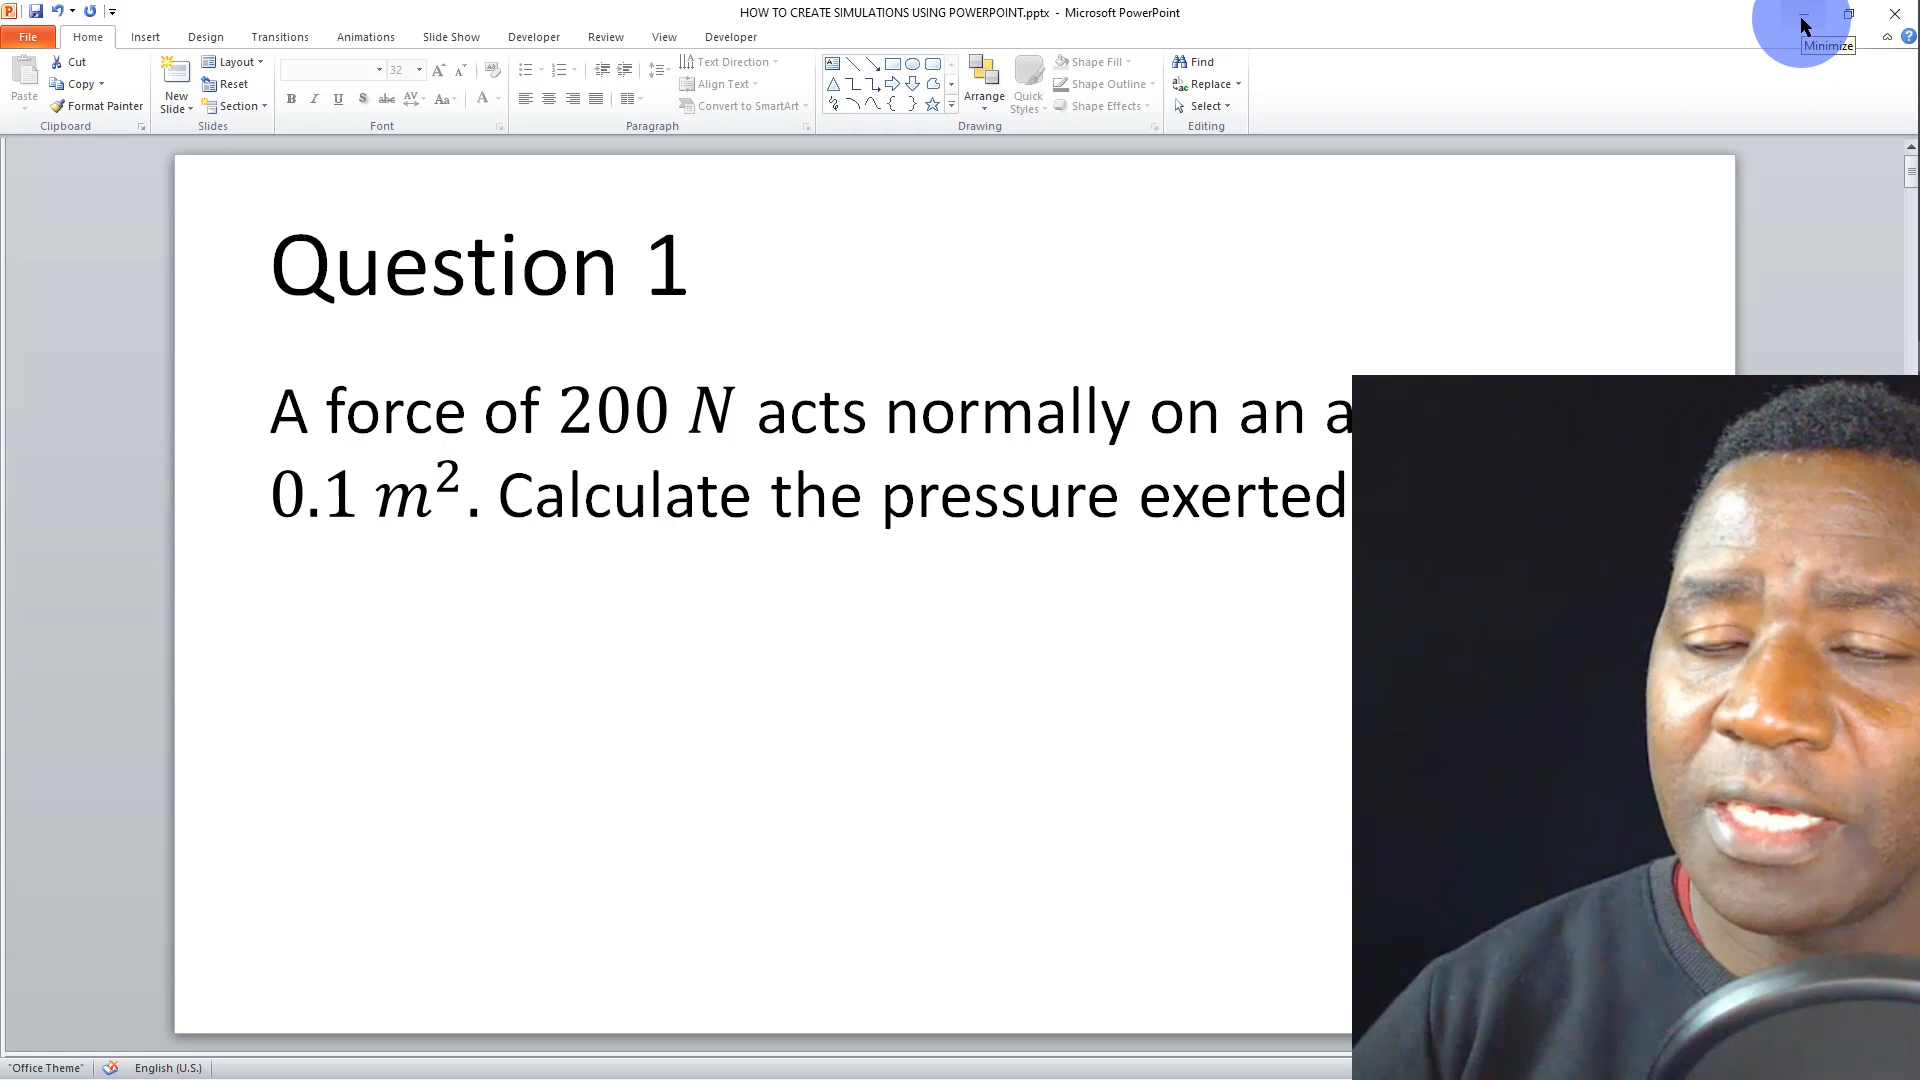 HOW TO CREATE SIMULATIONS USING POWERPOINT.pptx - Microsoft PowerPoint
File Home Insert Design Transitions Animations Slide Show Developer Review View Developer
Minimize
Paste
Cut
Copy
Format Painter
Clipboard
New
Slide
Layout
Reset
Section
Slides
32
B I U S abc AV Aa A
Font
Text Direction
Align Text
Convert to SmartArt
Paragraph
Arrange
Quick
Styles
Shape Fill
Shape Outline
Shape Effects
Drawing
Find
Replace
Select
Editing
Question 1
A force of 200 N acts normally on an a
0.1 m². Calculate the pressure exerted
"Office Theme" English (U.S.)